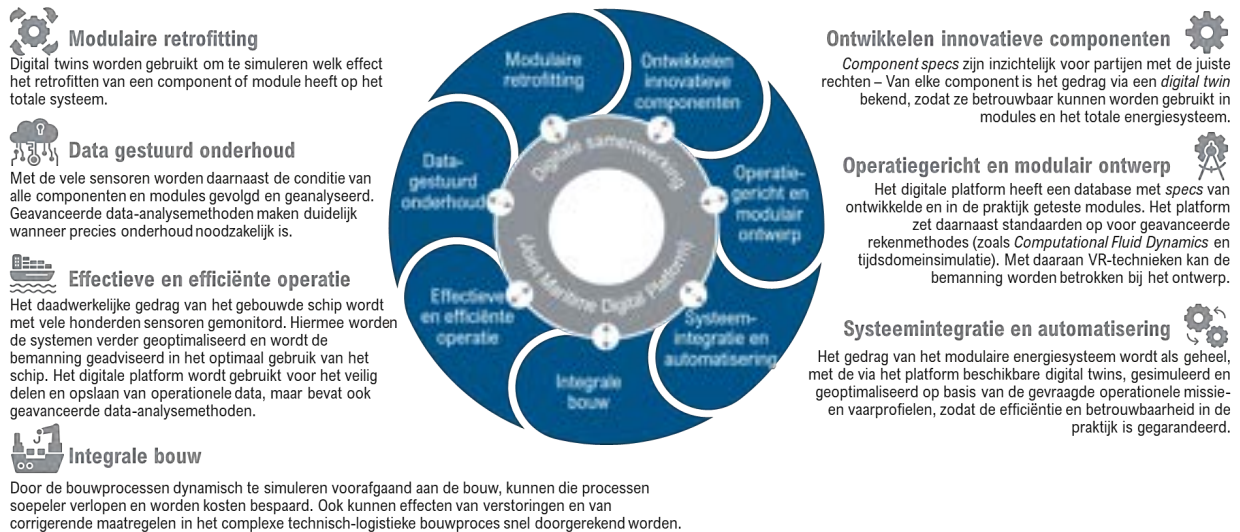 Modulaire retrofitting
Digital twins worden gebruikt om te simuleren welk effect
het retrofitten van een component of module heeft op het
totale systeem.
Data gestuurd onderhoud
Met de vele sensoren worden daarnaast de conditie van
alle componenten en modules gevolgd en geanalyseerd.
Geavanceerde data-analysemethoden maken duidelijk
wanneer precies onderhoud noodzakelijk is.
Effectieve en efficiënte operatie
Het daadwerkelijke gedrag van het gebouwde schip wordt
met vele honderden sensoren gemonitord. Hiermee worden
de systemen verder geoptimaliseerd en wordt de
bemanning geadviseerd in het optimaal gebruik van het
schip. Het digitale platform wordt gebruikt voor het veilig
delen en opslaan van operationele data, maar bevat ook
geavanceerde data-analysemethoden.
Integrale bouw
Door de bouwprocessen dynamisch te simuleren voorafgaand aan de bouw, kunnen die processen
soepeler verlopen en worden kosten bespaard. Ook kunnen effecten van verstoringen en van
corrigerende maatregelen in het complexe technisch-logistieke bouwproces snel doorgerekend worden.
Modulaire
retrofitting
Ontwikkelen
innovatieve
componenten
Operatie-
gericht en
modulair
ontwerp
Systeem-
integratie en
automatisering
Integrale
bouw
Effectieve
en efficiënte
operatie
Data-
gestuurd
onderhoud
Digitale samenwerking
(Joint Maritime Digital Platform)
Ontwikkelen innovatieve componenten
Component specs zijn inzichtelijk voor partijen met de juiste
rechten – Van elke component is het gedrag via een digital twin
bekend, zodat ze betrouwbaar kunnen worden gebruikt in
modules en het totale energiesysteem.
Operatiegericht en modulair ontwerp
Het digitale platform heeft een database met specs van
ontwikkelde en in de praktijk geteste modules. Het platform
zet daarnaast standaarden op voor geavanceerde
rekenmethodes (zoals Computational Fluid Dynamics en
tijdsdomeinsimulatie). Met daaraan VR-technieken kan de
bemanning worden betrokken bij het ontwerp.
Systeemintegratie en automatisering
Het gedrag van het modulaire energiesysteem wordt als geheel,
met de via het platform beschikbare digital twins, gesimuleerd en
geoptimaliseerd op basis van de gevraagde operationele missie-
en vaarprofielen, zodat de efficiëntie en betrouwbaarheid in de
praktijk is gegarandeerd.